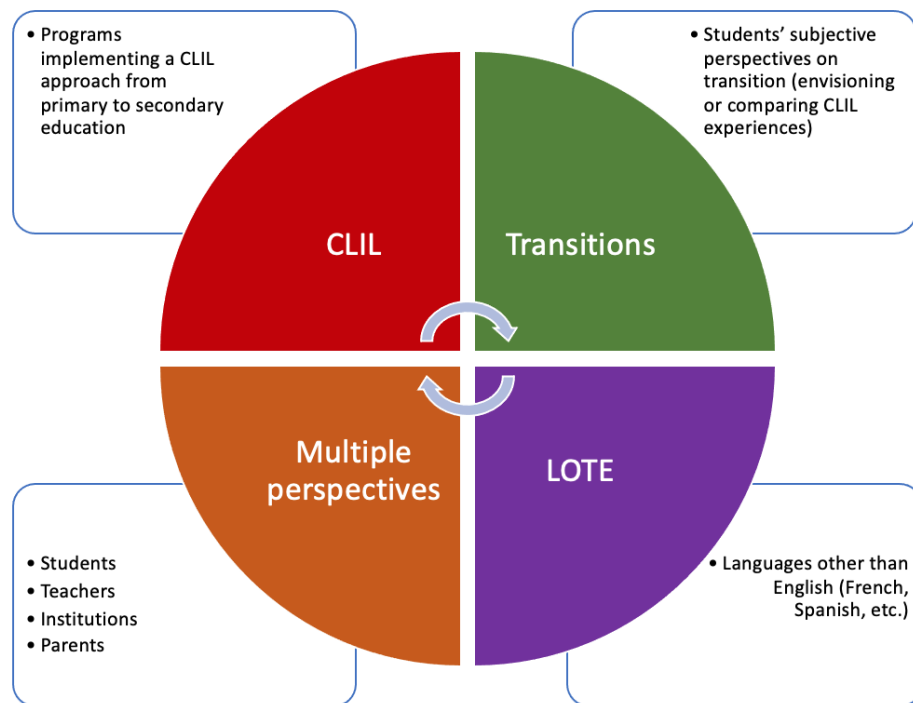 • Programs
implementing a CLIL
approach from
primary to secondary
education
• Students’ subjective
perspectives on
transition (envisioning
or comparing CLIL
experiences)
CLIL
Transitions
Multiple
perspectives
LOTE
• Students
• Teachers
• Institutions
• Parents
• Languages other than
English (French,
Spanish, etc.)